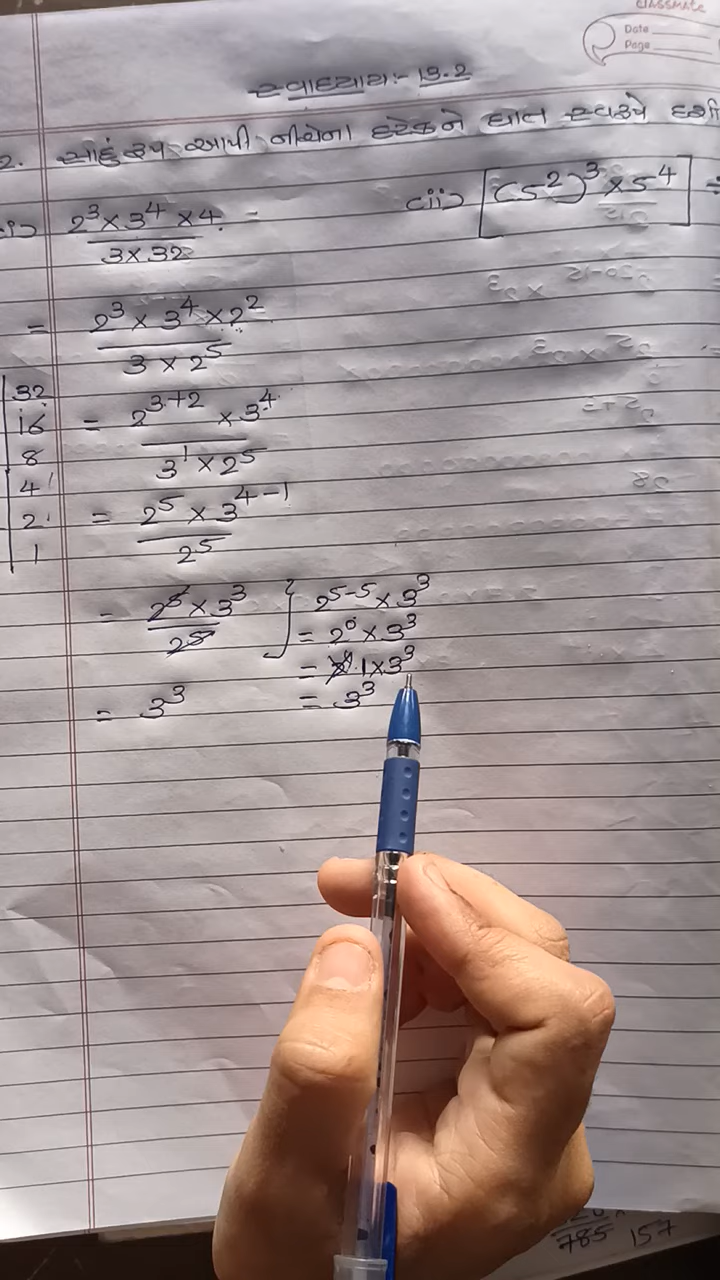 classmate
Date
Page
સ્વાધ્યાય:- 13.2
2. સાદું રૂપ આપી નીચેના દરેકને ઘાત સ્વરૂપે દર્શા
(i) 2³ × 3⁴ × 4 / 3 × 32 =
(ii) [(5²)³ × 5⁴] ÷
= 2³ × 3⁴ × 2² / 3 × 2⁵
= 2³⁺² × 3⁴ / 3¹ × 2⁵
= 2⁵ × 3⁴⁻¹ / 2⁵
32
16
8
4
2
1
= 2⁵ × 3³ / 2⁵
= 3³
2⁵⁻⁵ × 3³
= 2⁰ × 3³
= 1 × 3³
= 3³
785
157